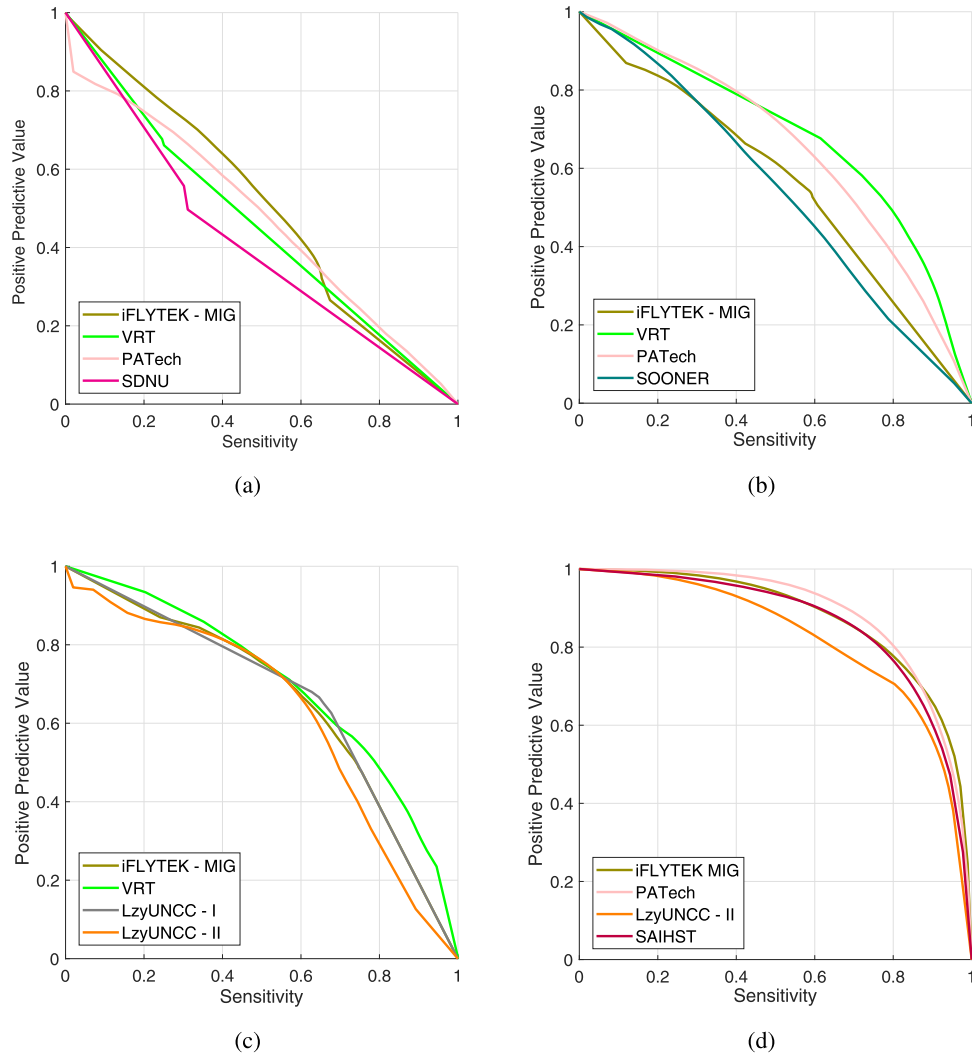 1
0.8
0.6
0.4
0.2
0
Positive Predictive Value
iFLYTEK - MIG
VRT
PATech
SDNU
0 0.2 0.4 0.6 0.8 1
Sensitivity
(a)
1
0.8
0.6
0.4
0.2
0
Positive Predictive Value
iFLYTEK - MIG
VRT
PATech
SOONER
0 0.2 0.4 0.6 0.8 1
Sensitivity
(b)
1
0.8
0.6
0.4
0.2
0
Positive Predictive Value
iFLYTEK - MIG
VRT
LzyUNCC - I
LzyUNCC - II
0 0.2 0.4 0.6 0.8 1
Sensitivity
(c)
1
0.8
0.6
0.4
0.2
0
Positive Predictive Value
iFLYTEK MIG
PATech
LzyUNCC - II
SAIHST
0 0.2 0.4 0.6 0.8 1
Sensitivity
(d)